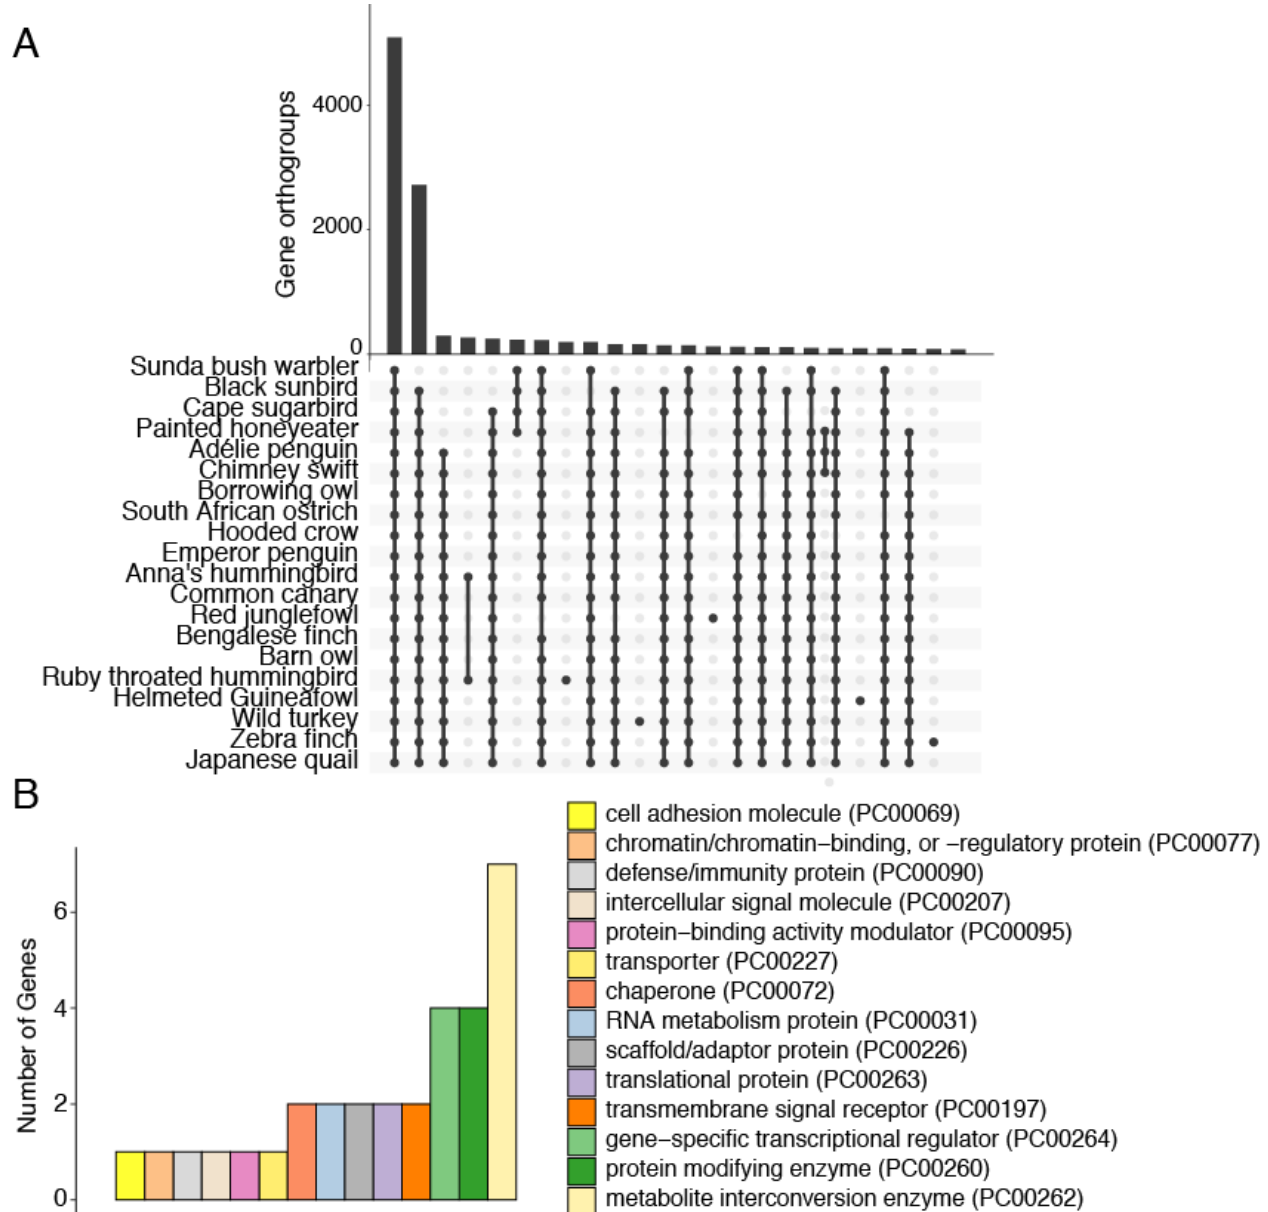 A
Gene orthogroups
4000
2000
0
Sunda bush warbler
Black sunbird
Cape sugarbird
Painted honeyeater
Adélie penguin
Chimney swift
Borrowing owl
South African ostrich
Hooded crow
Emperor penguin
Anna's hummingbird
Common canary
Red junglefowl
Bengalese finch
Barn owl
Ruby throated hummingbird
Helmeted Guineafowl
Wild turkey
Zebra finch
Japanese quail
B
Number of Genes
6
4
2
0
cell adhesion molecule (PC00069)
chromatin/chromatin−binding, or −regulatory protein (PC00077)
defense/immunity protein (PC00090)
intercellular signal molecule (PC00207)
protein−binding activity modulator (PC00095)
transporter (PC00227)
chaperone (PC00072)
RNA metabolism protein (PC00031)
scaffold/adaptor protein (PC00226)
translational protein (PC00263)
transmembrane signal receptor (PC00197)
gene−specific transcriptional regulator (PC00264)
protein modifying enzyme (PC00260)
metabolite interconversion enzyme (PC00262)